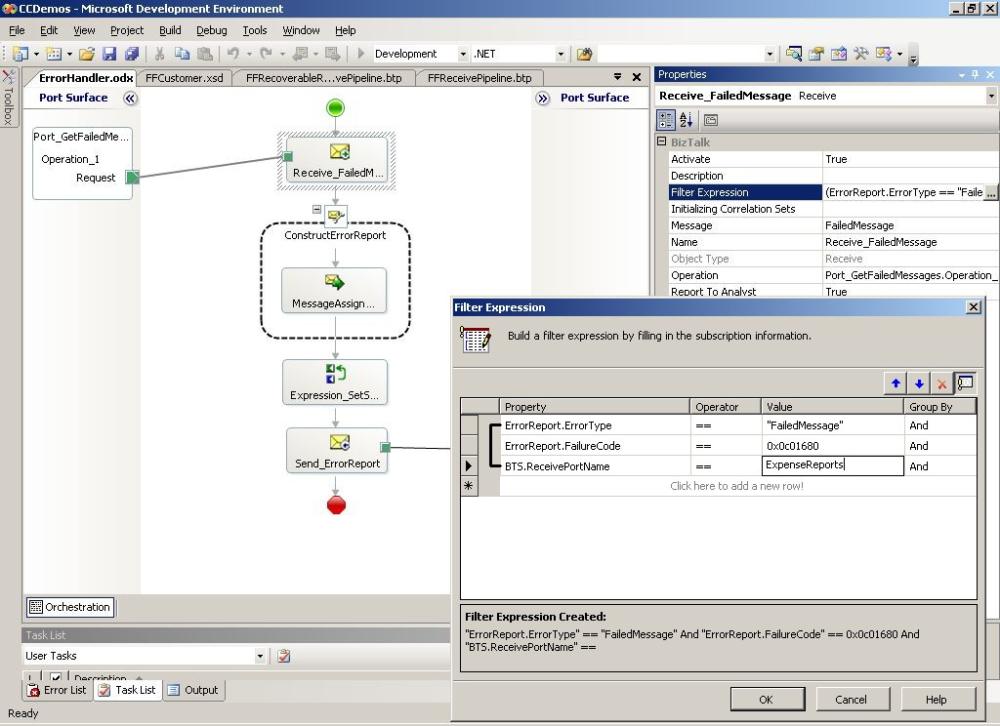 CCDemos - Microsoft Development Environment
File Edit View Project Build Debug Tools Window Help
Development .NET
Toolbox
ErrorHandler.odx FFCustomer.xsd FFRecoverableR...vePipeline.btp FFReceivePipeline.btp
Port Surface
Port_GetFailedMe...
Operation_1
Request
Receive_FailedM...
ConstructErrorReport
MessageAssign...
Expression_SetS...
Send_ErrorReport
Port Surface
Orchestration
Properties
Receive_FailedMessage Receive
BizTalk
Activate True
Description
Filter Expression (ErrorReport.ErrorType == "Faile ...
Initializing Correlation Sets
Message FailedMessage
Name Receive_FailedMessage
Object Type Receive
Operation Port_GetFailedMessages.Operation_
Report To Analyst True
Filter Expression
Build a filter expression by filling in the subscription information.
Property Operator Value Group By
ErrorReport.ErrorType == "FailedMessage" And
ErrorReport.FailureCode == 0x0c01680 And
BTS.ReceivePortName == ExpenseReports And
Click here to add a new row!
Filter Expression Created:
"ErrorReport.ErrorType" == "FailedMessage" And "ErrorReport.FailureCode" == 0x0c01680 And
"BTS.ReceivePortName" ==
OK Cancel Help
Task List
User Tasks
! Description
Error List Task List Output
Ready